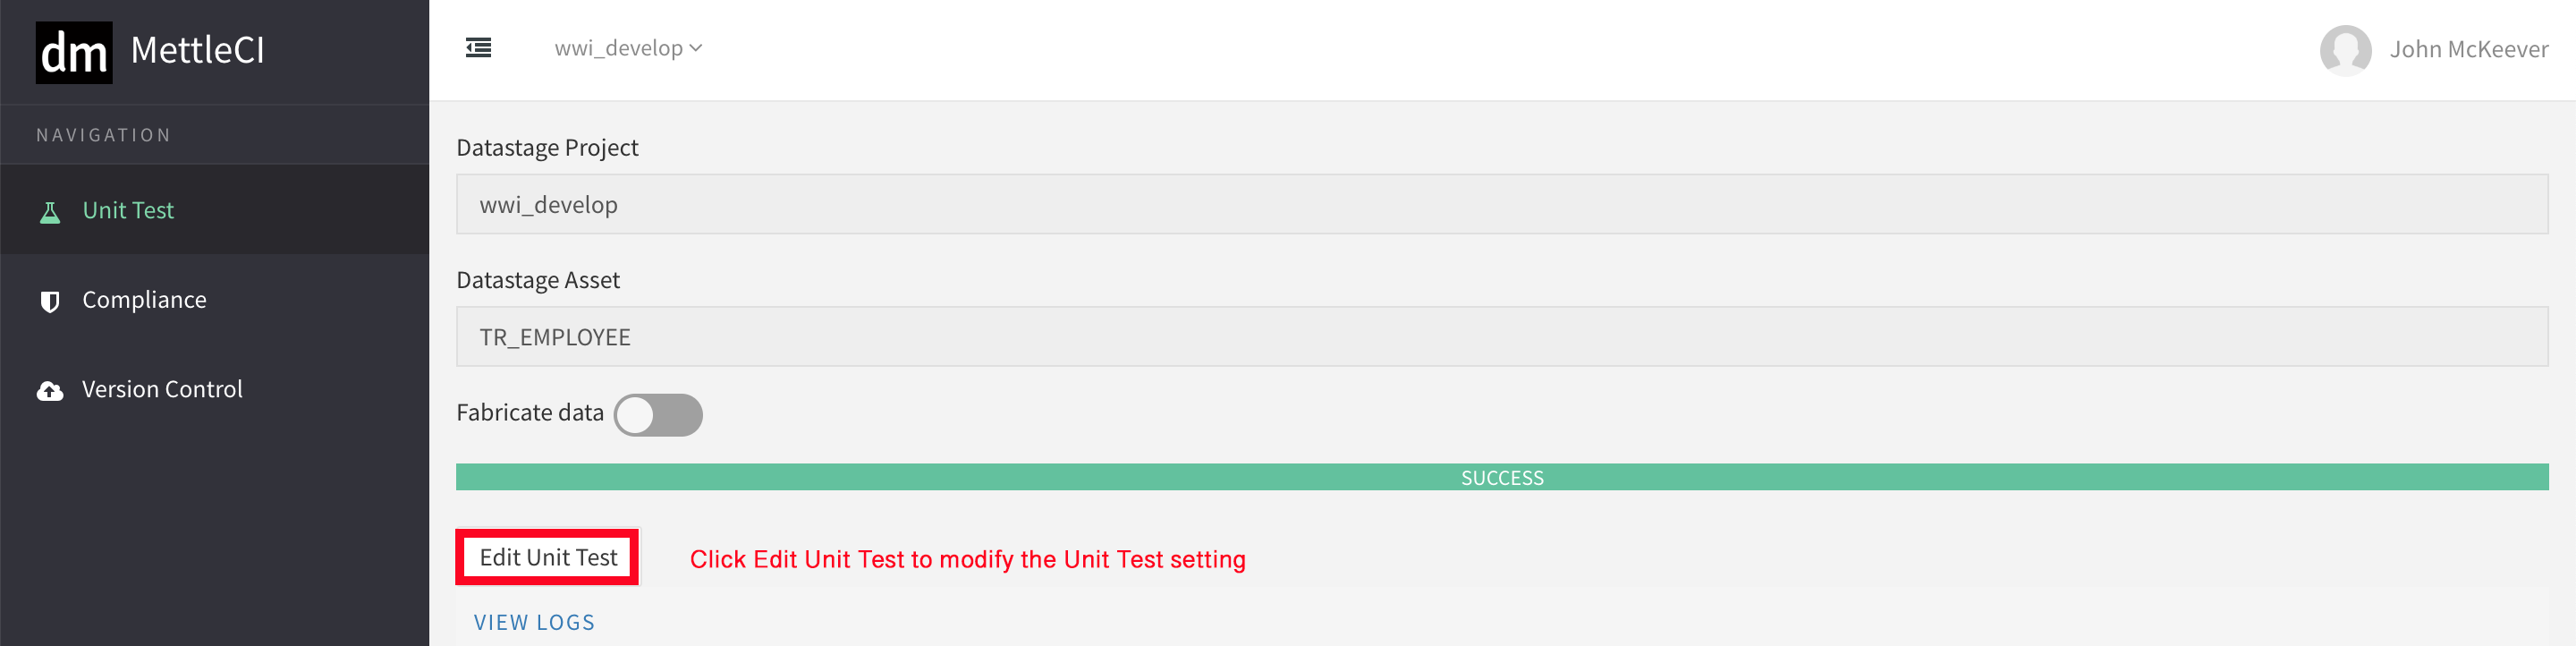 dm MettleCI
wwi_develop
John McKeever
NAVIGATION
Unit Test
Compliance
Version Control
Datastage Project
wwi_develop
Datastage Asset
TR_EMPLOYEE
Fabricate data
SUCCESS
Edit Unit Test
Click Edit Unit Test to modify the Unit Test setting
VIEW LOGS